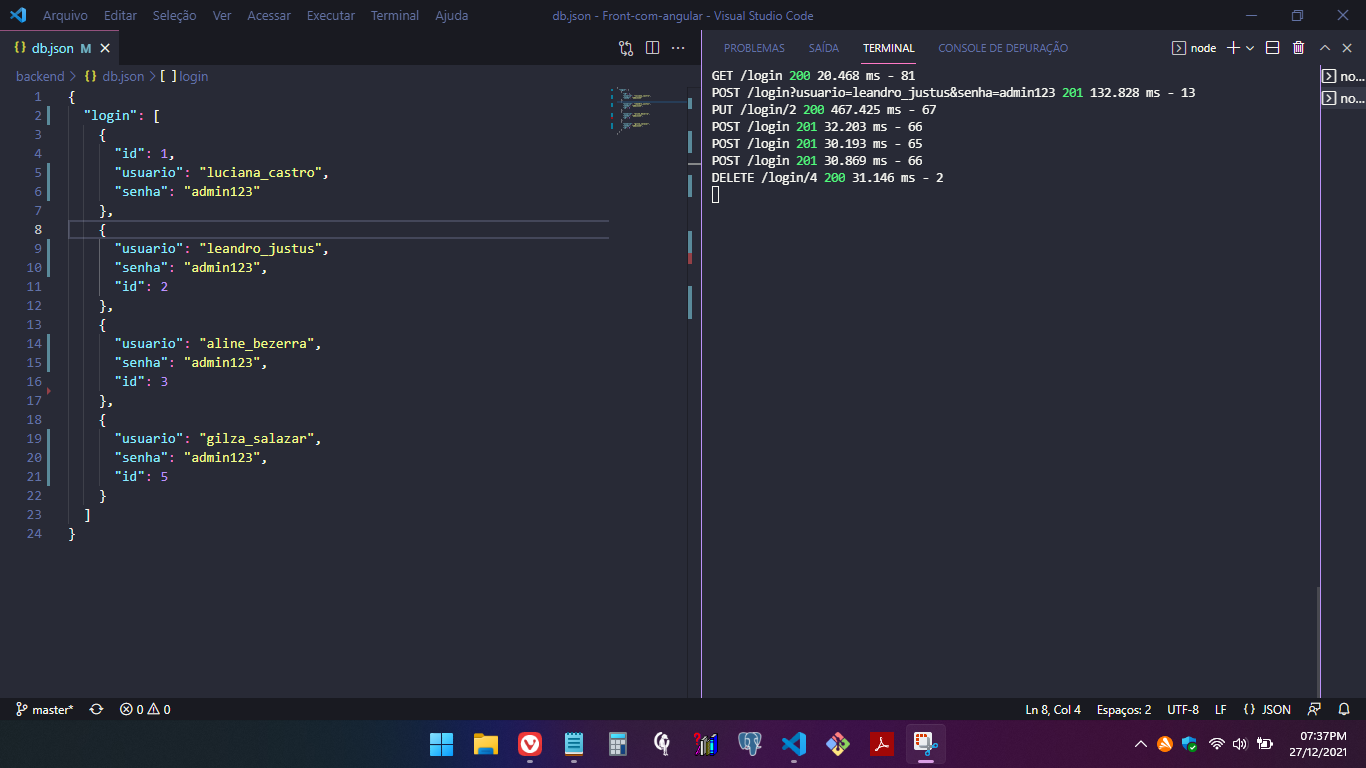 Arquivo Editar Seleção Ver Acessar Executar Terminal Ajuda db.json - Front-com-angular - Visual Studio Code
{} db.json M
backend > {} db.json > [ ] login
1 {
2 "login": [
3 {
4 "id": 1,
5 "usuario": "luciana_castro",
6 "senha": "admin123"
7 },
8 {
9 "usuario": "leandro_justus",
10 "senha": "admin123",
11 "id": 2
12 },
13 {
14 "usuario": "aline_bezerra",
15 "senha": "admin123",
16 "id": 3
17 },
18 {
19 "usuario": "gilza_salazar",
20 "senha": "admin123",
21 "id": 5
22 }
23 ]
24 }
PROBLEMAS SAÍDA TERMINAL CONSOLE DE DEPURAÇÃO node
GET /login 200 20.468 ms - 81
POST /login?usuario=leandro_justus&senha=admin123 201 132.828 ms - 13
PUT /login/2 200 467.425 ms - 67
POST /login 201 32.203 ms - 66
POST /login 201 30.193 ms - 65
POST /login 201 30.869 ms - 66
DELETE /login/4 200 31.146 ms - 2
no...
no...
master* 0 0 Ln 8, Col 4 Espaços: 2 UTF-8 LF {} JSON
07:37PM
27/12/2021